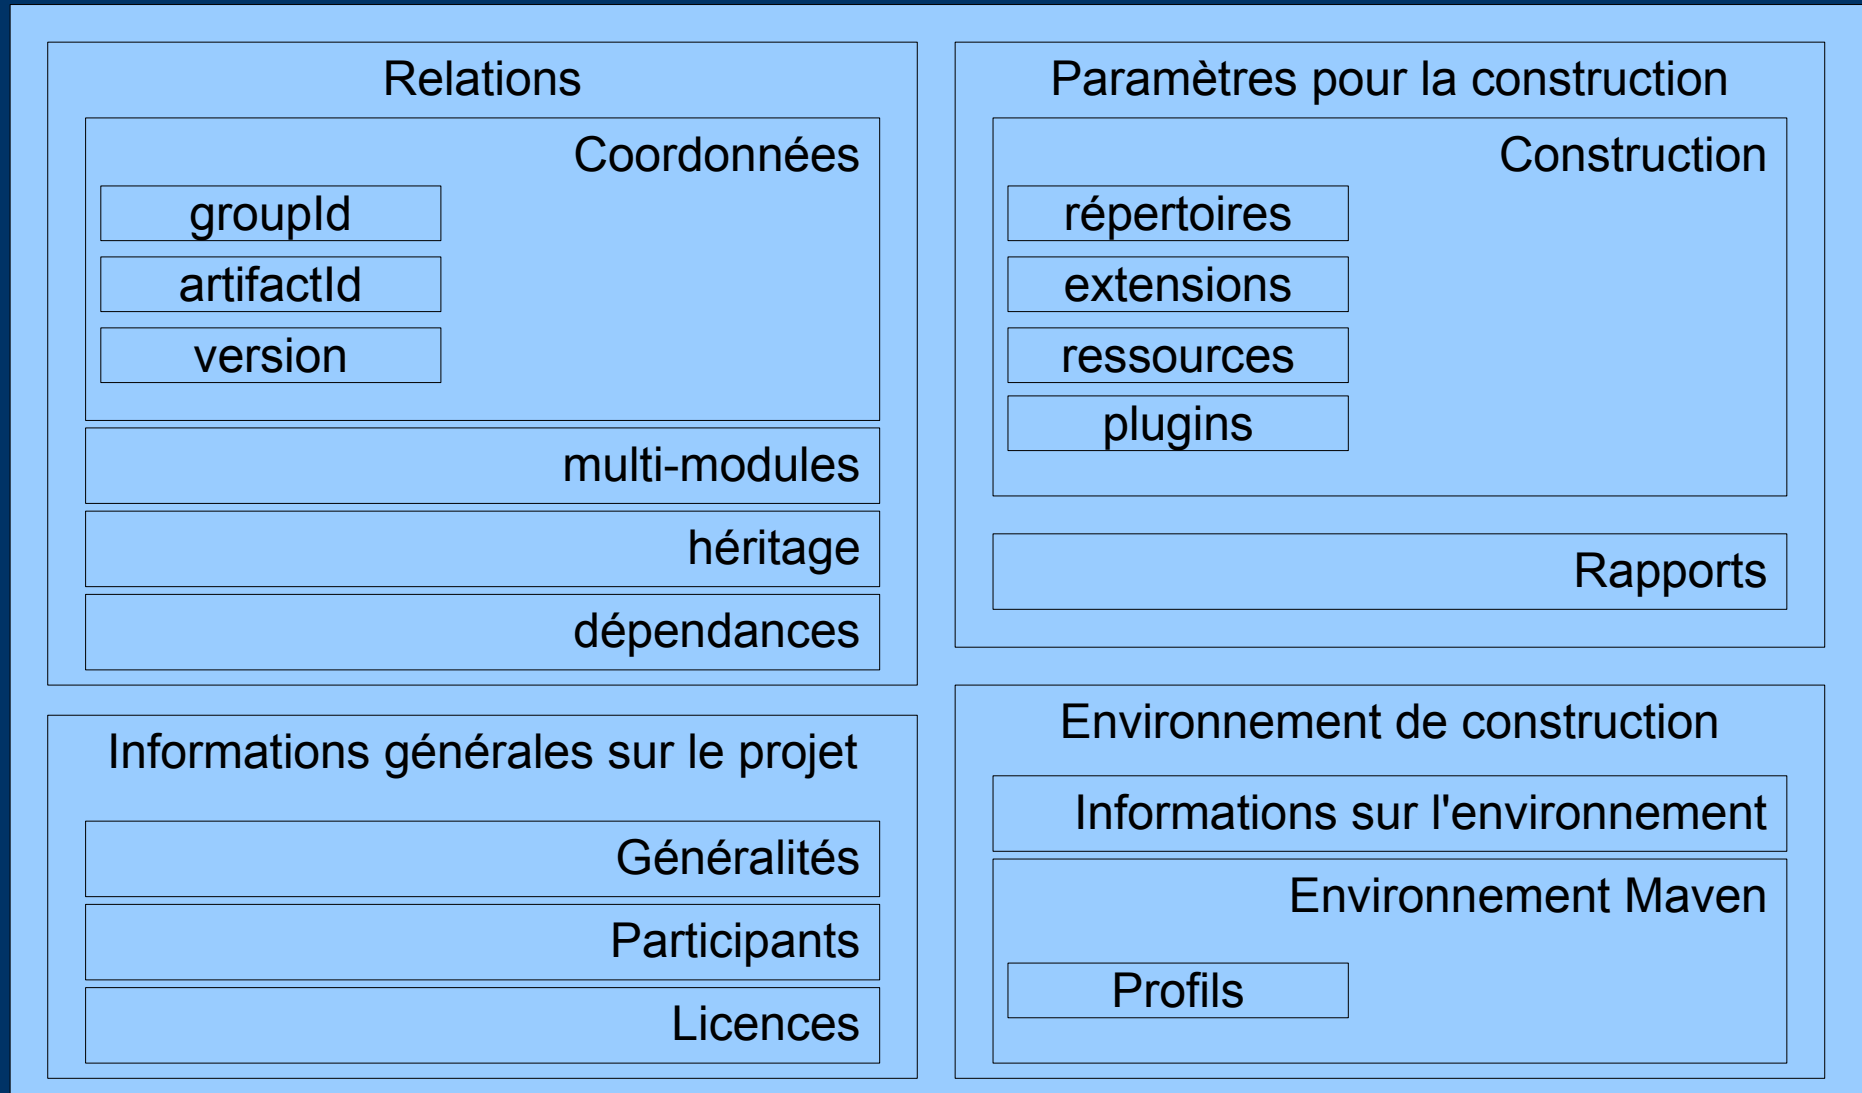 Relations
Coordonnées
groupId
artifactId
version
multi-modules
héritage
dépendances
Informations générales sur le projet
Généralités
Participants
Licences
Paramètres pour la construction
Construction
répertoires
extensions
ressources
plugins
Rapports
Environnement de construction
Informations sur l'environnement
Environnement Maven
Profils